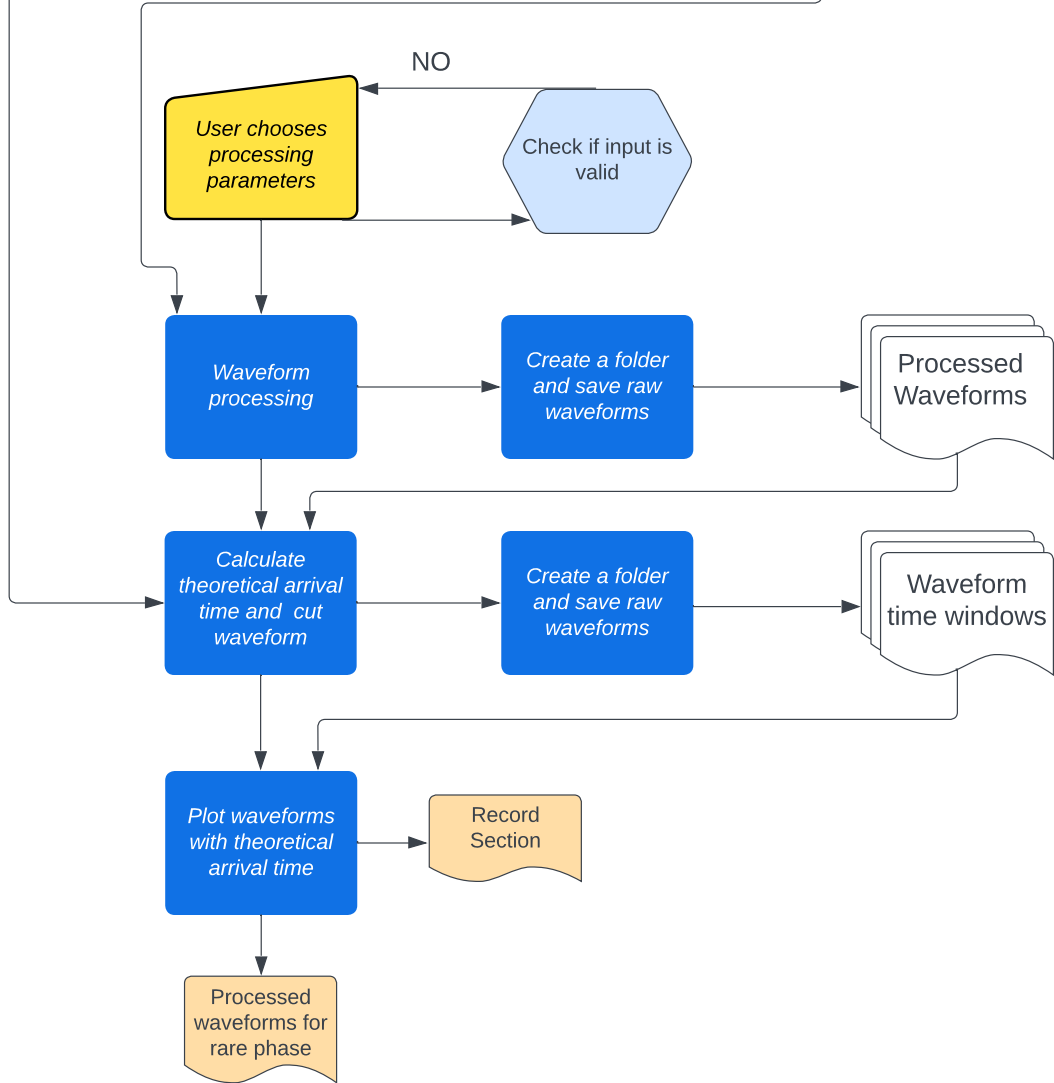 NO
User chooses
processing
parameters
Check if input is
valid
Waveform
processing
Create a folder
and save raw
waveforms
Processed
Waveforms
Calculate
theoretical arrival
time and  cut
waveform
Create a folder
and save raw
waveforms
Waveform
time windows
Plot waveforms
with theoretical
arrival time
Record
Section
Processed
waveforms for
rare phase